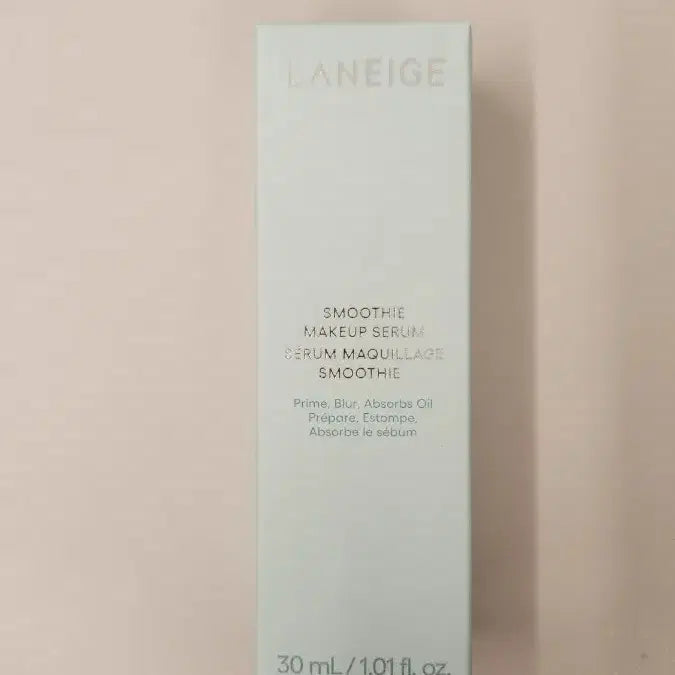 LANEIGE
SMOOTHIE
MAKEUP SERUM
SÉRUM MAQUILLAGE
SMOOTHIE
Prime, Blur, Absorbs Oil
Prépare, Estompe,
Absorbe le sébum
30 mL / 1.01 fl. oz.